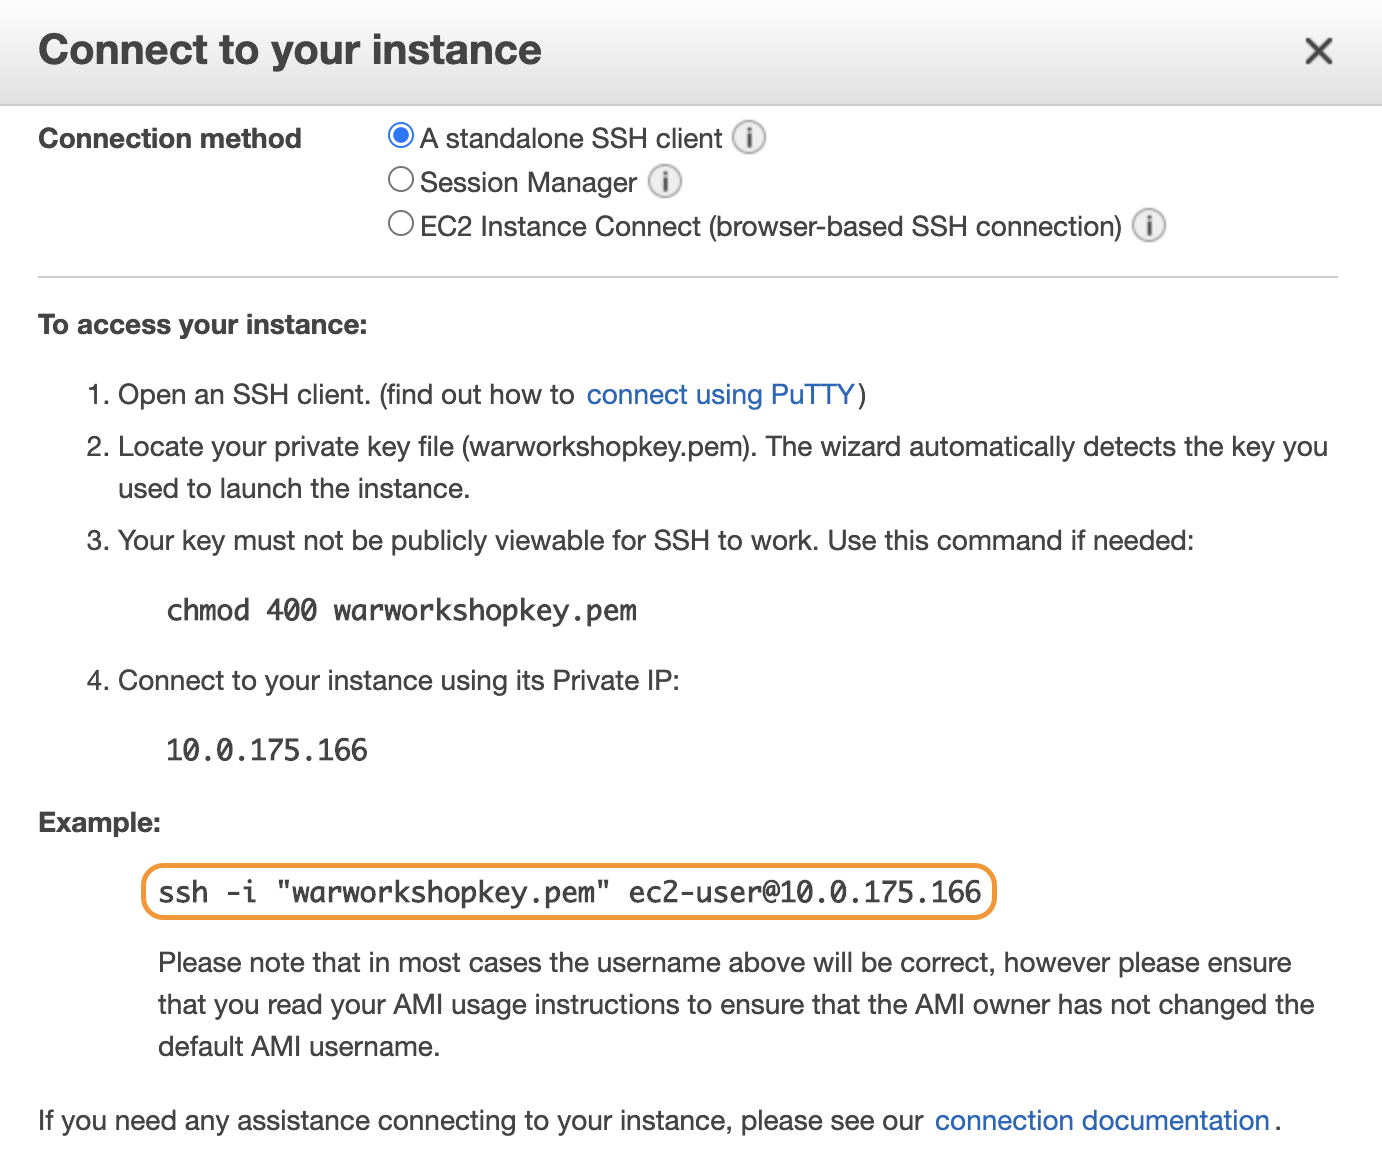 Connect to your instance
Connection method
A standalone SSH client
Session Manager
EC2 Instance Connect (browser-based SSH connection)
To access your instance:
1. Open an SSH client. (find out how to connect using PuTTY)
2. Locate your private key file (warworkshopkey.pem). The wizard automatically detects the key you
used to launch the instance.
3. Your key must not be publicly viewable for SSH to work. Use this command if needed:
chmod 400 warworkshopkey.pem
4. Connect to your instance using its Private IP:
10.0.175.166
Example:
ssh -i "warworkshopkey.pem" ec2-user@10.0.175.166
Please note that in most cases the username above will be correct, however please ensure
that you read your AMI usage instructions to ensure that the AMI owner has not changed the
default AMI username.
If you need any assistance connecting to your instance, please see our connection documentation.